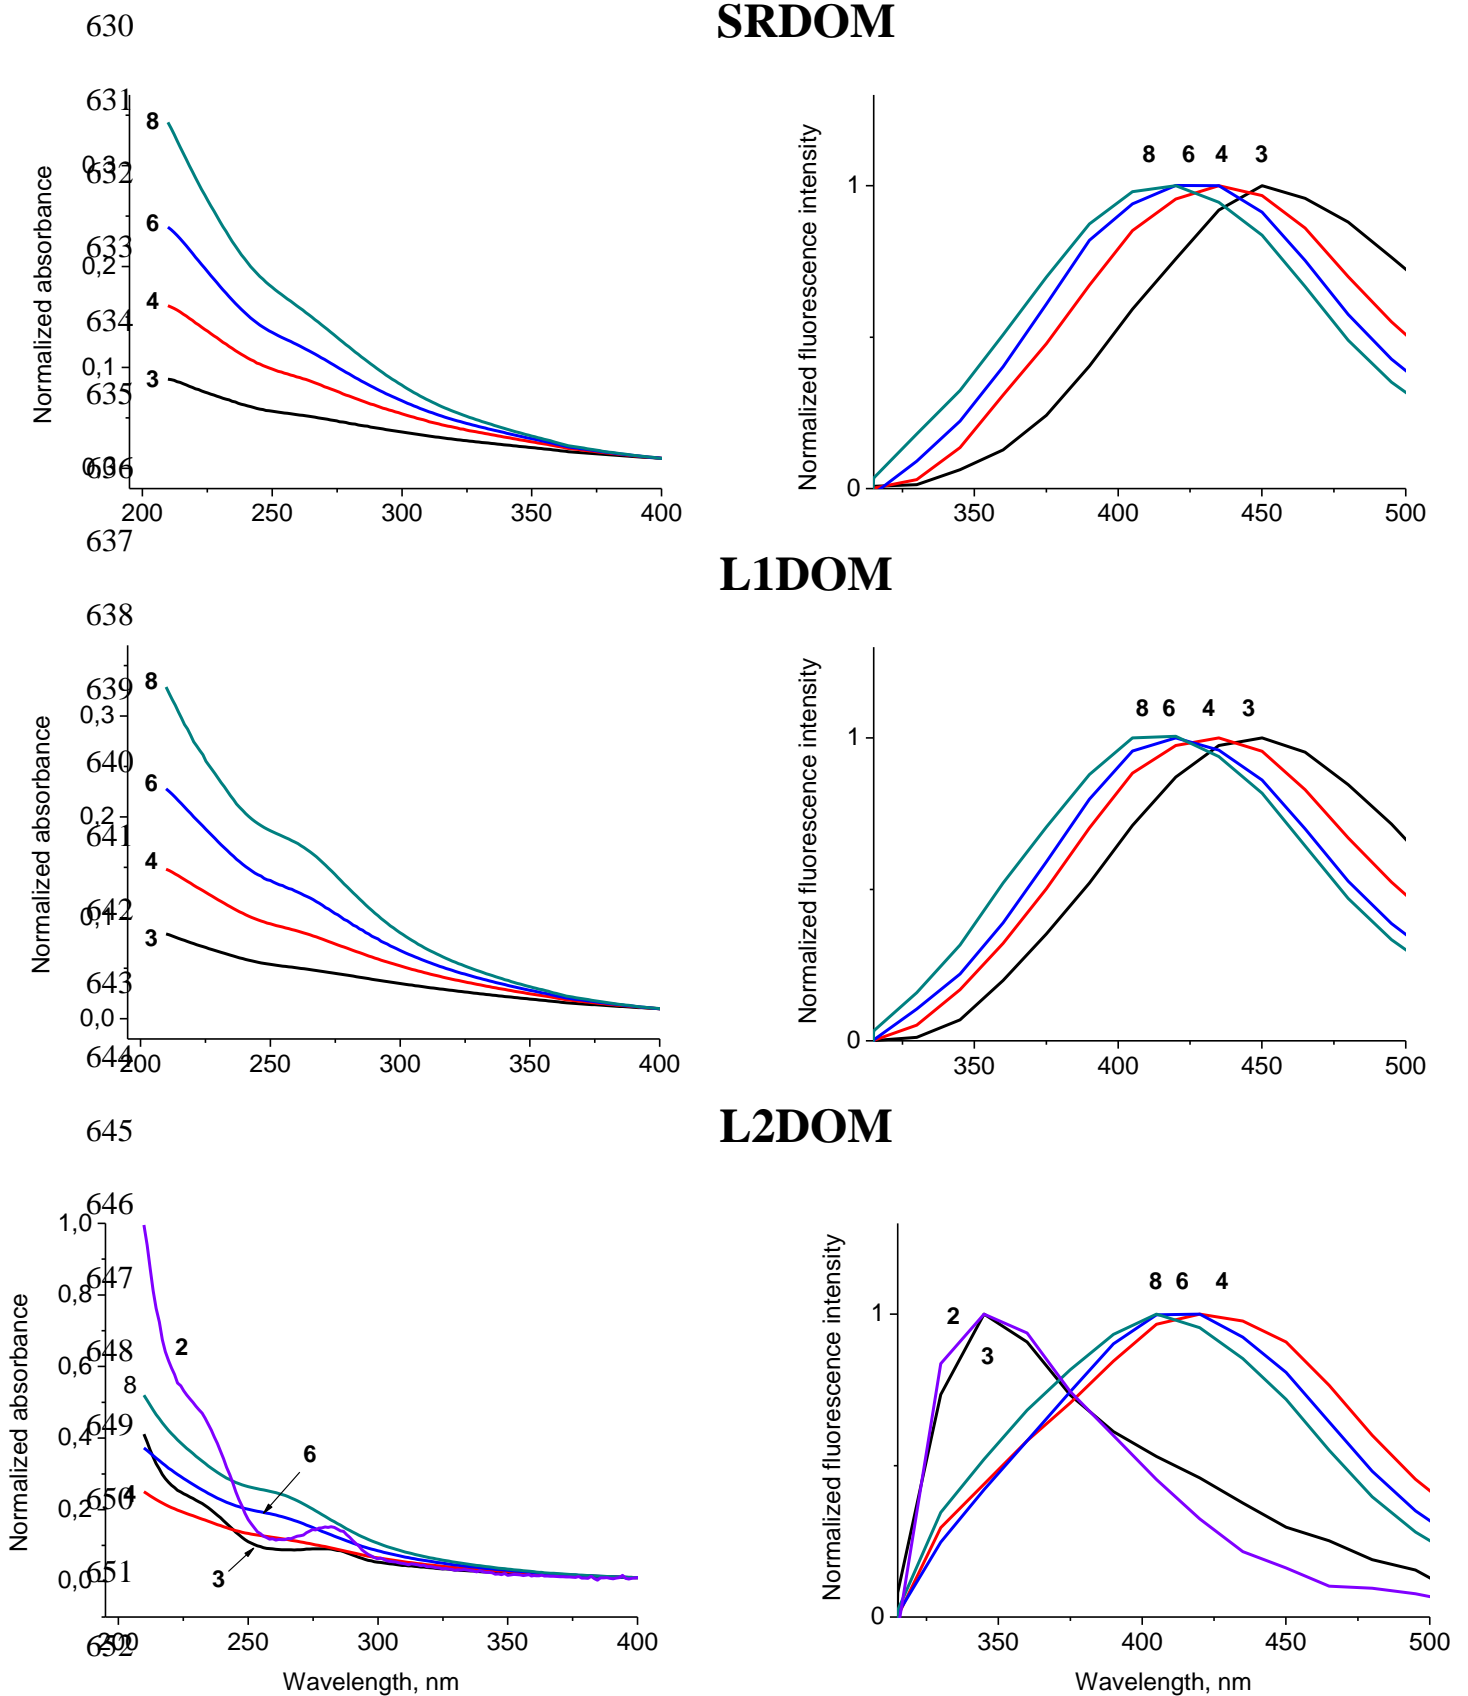 630
SRDOM
631
8
0,3
632
6
633
0,2
4
634
0,1
3
635
0,0
636
Normalized absorbance
200 250 300 350 400
8 6 4 3
1
0
Normalized fluorescence intensity
350 400 450 500
637
L1DOM
638
8
639
0,3
640
6
0,2
641
4
0,1
642
3
643
0,0
644
Normalized absorbance
200 250 300 350 400
8 6 4 3
1
0
Normalized fluorescence intensity
350 400 450 500
645
L2DOM
646
1,0
647
0,8
2
648
0,6
8
649
0,4
6
4
650
0,2
3
0,0
651
652
Normalized absorbance
200 250 300 350 400
Wavelength, nm
8 6 4
2
1
3
0
Normalized fluorescence intensity
350 400 450 500
Wavelength, nm